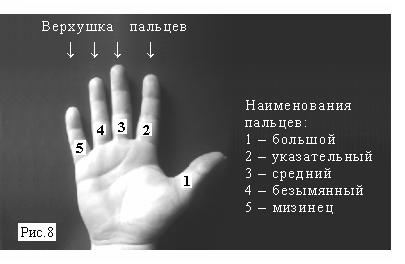 Верхушка пальцев
↓ ↓ ↓ ↓
4
3
2
5
1
Наименования
пальцев:
1 – большой
2 – указательный
3 – средний
4 – безымянный
5 – мизинец
Рис.8